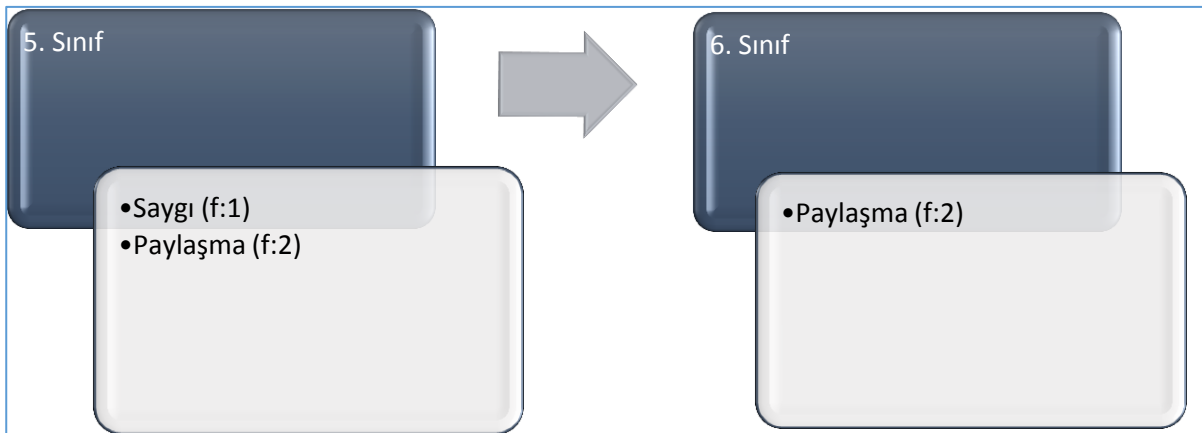 5. Sınıf
•Saygı (f:1)
•Paylaşma (f:2)
6. Sınıf
•Paylaşma (f:2)